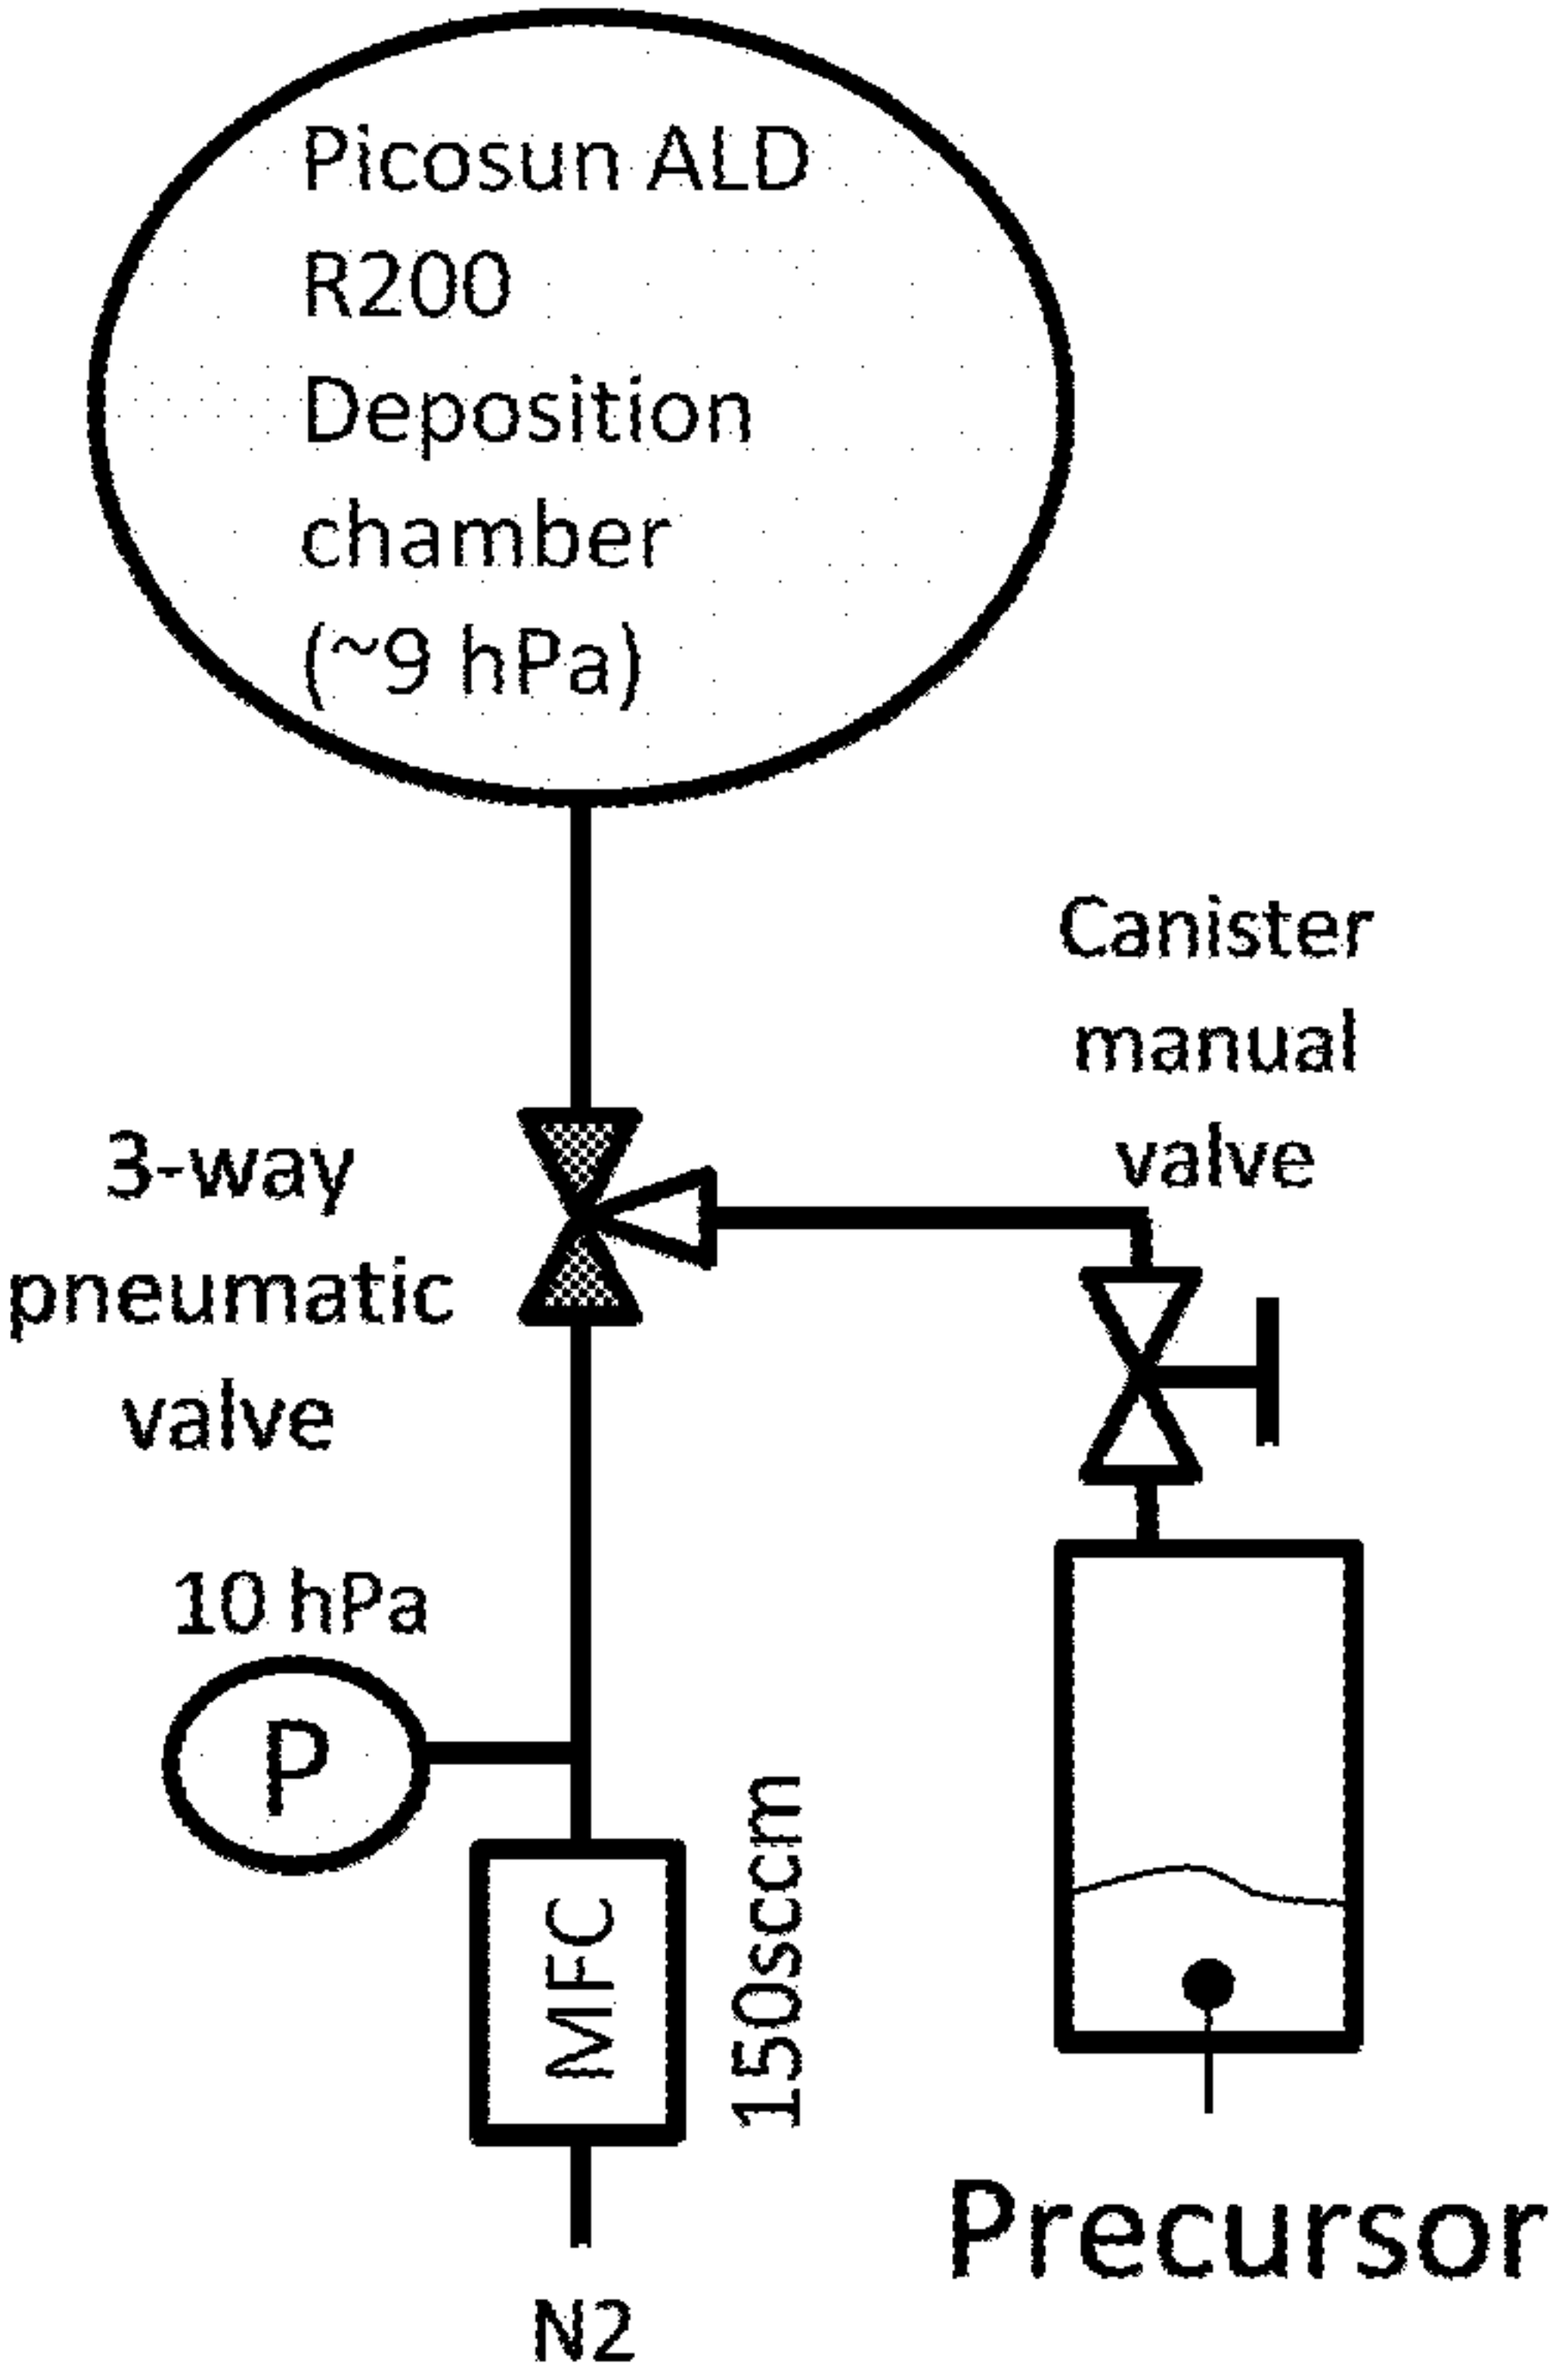 Picosun ALD
R200
Deposition
chamber
(~9 hPa)
Canister
manual
valve
3-way
pneumatic
valve
10 hPa
P
MFC
150sccm
Precursor
N2